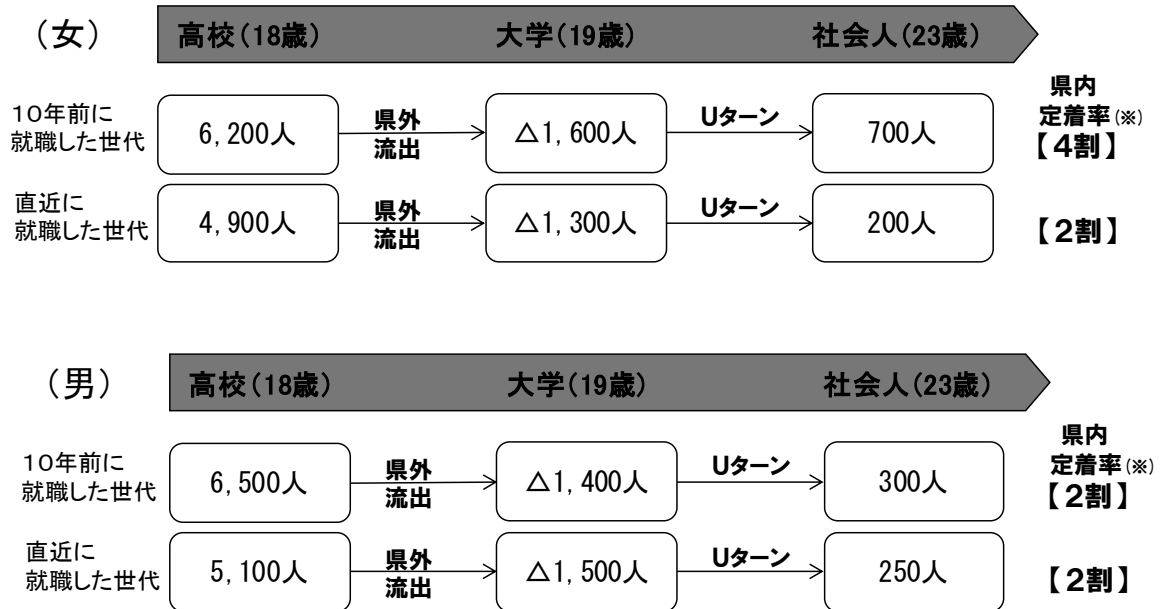 (女)
高校(18歳) 大学(19歳) 社会人(23歳)
県内
定着率(※)
10年前に
就職した世代
6,200人
県外
流出
△1,600人
Uターン
700人
【4割】
直近に
就職した世代
4,900人
県外
流出
△1,300人
Uターン
200人
【2割】
(男)
高校(18歳) 大学(19歳) 社会人(23歳)
県内
定着率(※)
10年前に
就職した世代
6,500人
県外
流出
△1,400人
Uターン
300人
【2割】
直近に
就職した世代
5,100人
県外
流出
△1,500人
Uターン
250人
【2割】